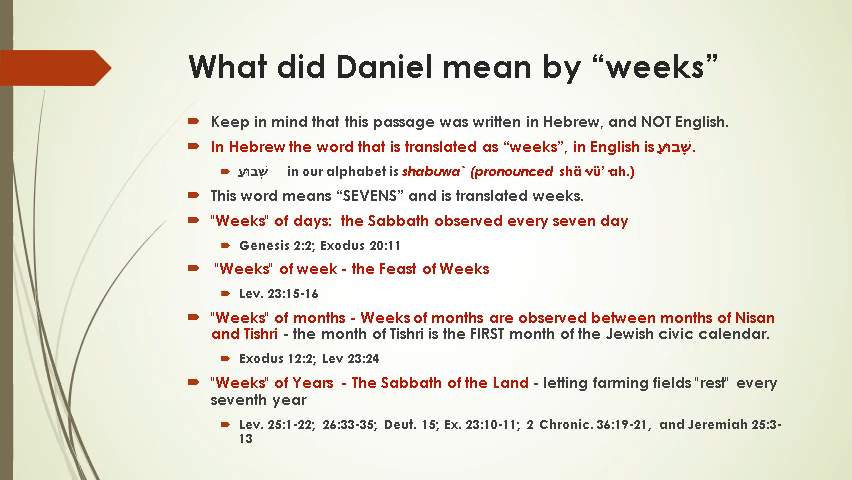 What did Daniel mean by “weeks”
Keep in mind that this passage was written in Hebrew, and NOT English.
In Hebrew the word that is translated as “weeks”, in English is שָׁבוּעַ.
שָׁבוּעַ in our alphabet is shabuwa` (pronounced shä·vü'·ah.)
This word means “SEVENS” and is translated weeks.
"Weeks" of days: the Sabbath observed every seven day
Genesis 2:2; Exodus 20:11
"Weeks" of week - the Feast of Weeks
Lev. 23:15-16
"Weeks" of months - Weeks of months are observed between months of Nisan
and Tishri - the month of Tishri is the FIRST month of the Jewish civic calendar.
Exodus 12:2; Lev 23:24
"Weeks" of Years - The Sabbath of the Land - letting farming fields "rest" every
seventh year
Lev. 25:1-22; 26:33-35; Deut. 15; Ex. 23:10-11; 2 Chronic. 36:19-21, and Jeremiah 25:3-
13